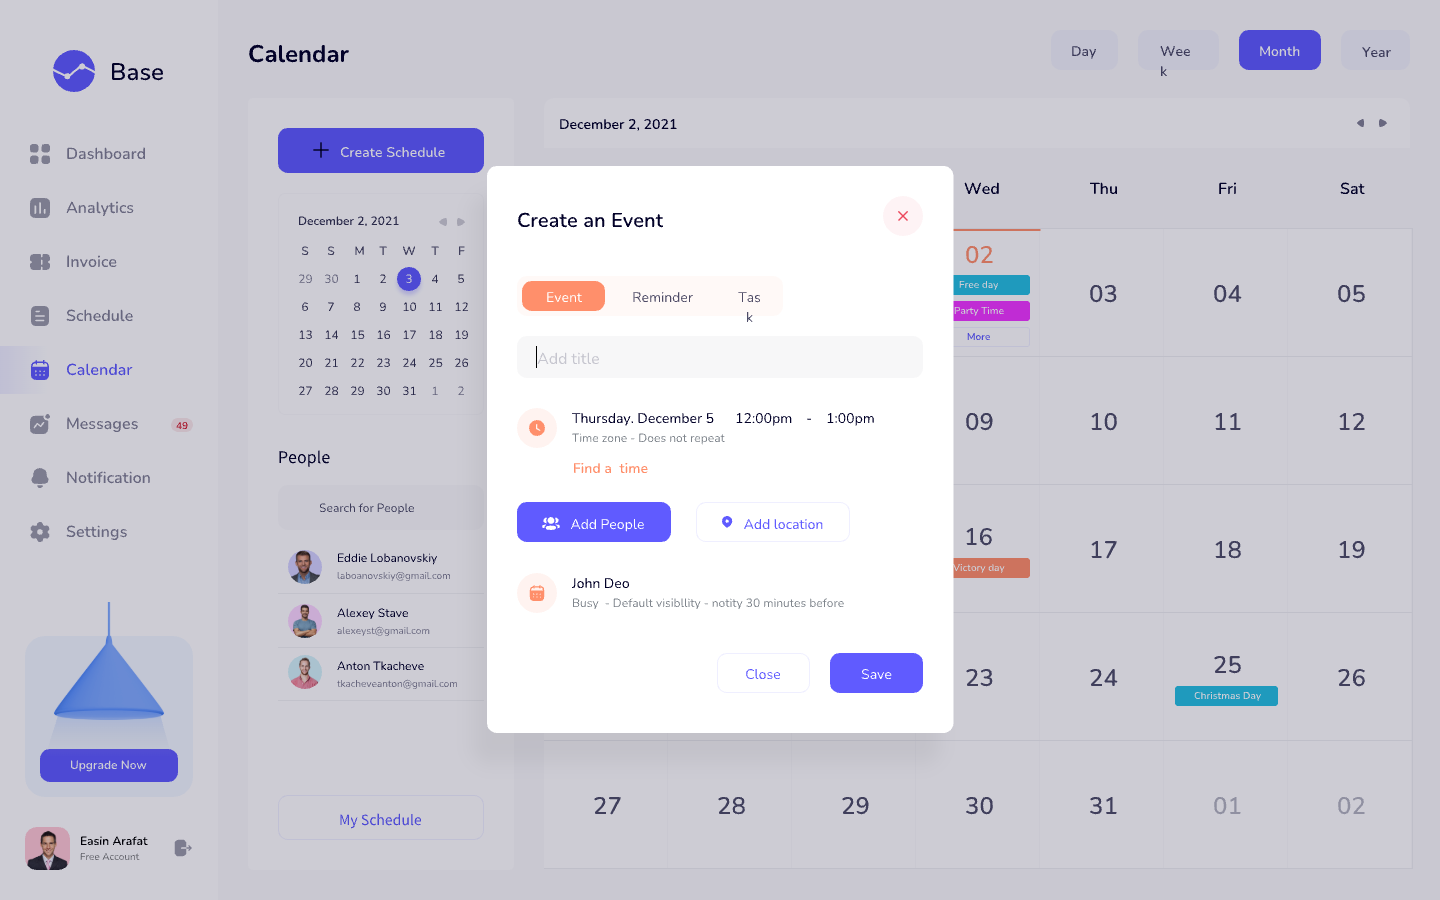 Base
Dashboard
Analytics
Invoice
Schedule
Calendar
Messages 49
Notification
Settings
Upgrade Now
Easin Arafat
Free Account
Calendar
Day
Wee
k
Month
Year
Create Schedule
December 2, 2021
S S M T W T F
29 30 1 2 3 4 5
6 7 8 9 10 11 12
13 14 15 16 17 18 19
20 21 22 23 24 25 26
27 28 29 30 31 1 2
People
Search for People
Eddie Lobanovskiy
laboanovskiy@gmail.com
Alexey Stave
alexeyst@gmail.com
Anton Tkacheve
tkacheveanton@gmail.com
My Schedule
December 2, 2021
Wed Thu Fri Sat
02 03 04 05
Free day
Party Time
More
09 10 11 12
16 17 18 19
Victory day
23 24 25 26
Christmas Day
27 28 29 30 31 01 02
Create an Event
Event Reminder Tas
k
Add title
Thursday. December 5 12:00pm - 1:00pm
Time zone - Does not repeat
Find a time
Add People
Add location
John Deo
Busy - Default visibllity - notity 30 minutes before
Close
Save